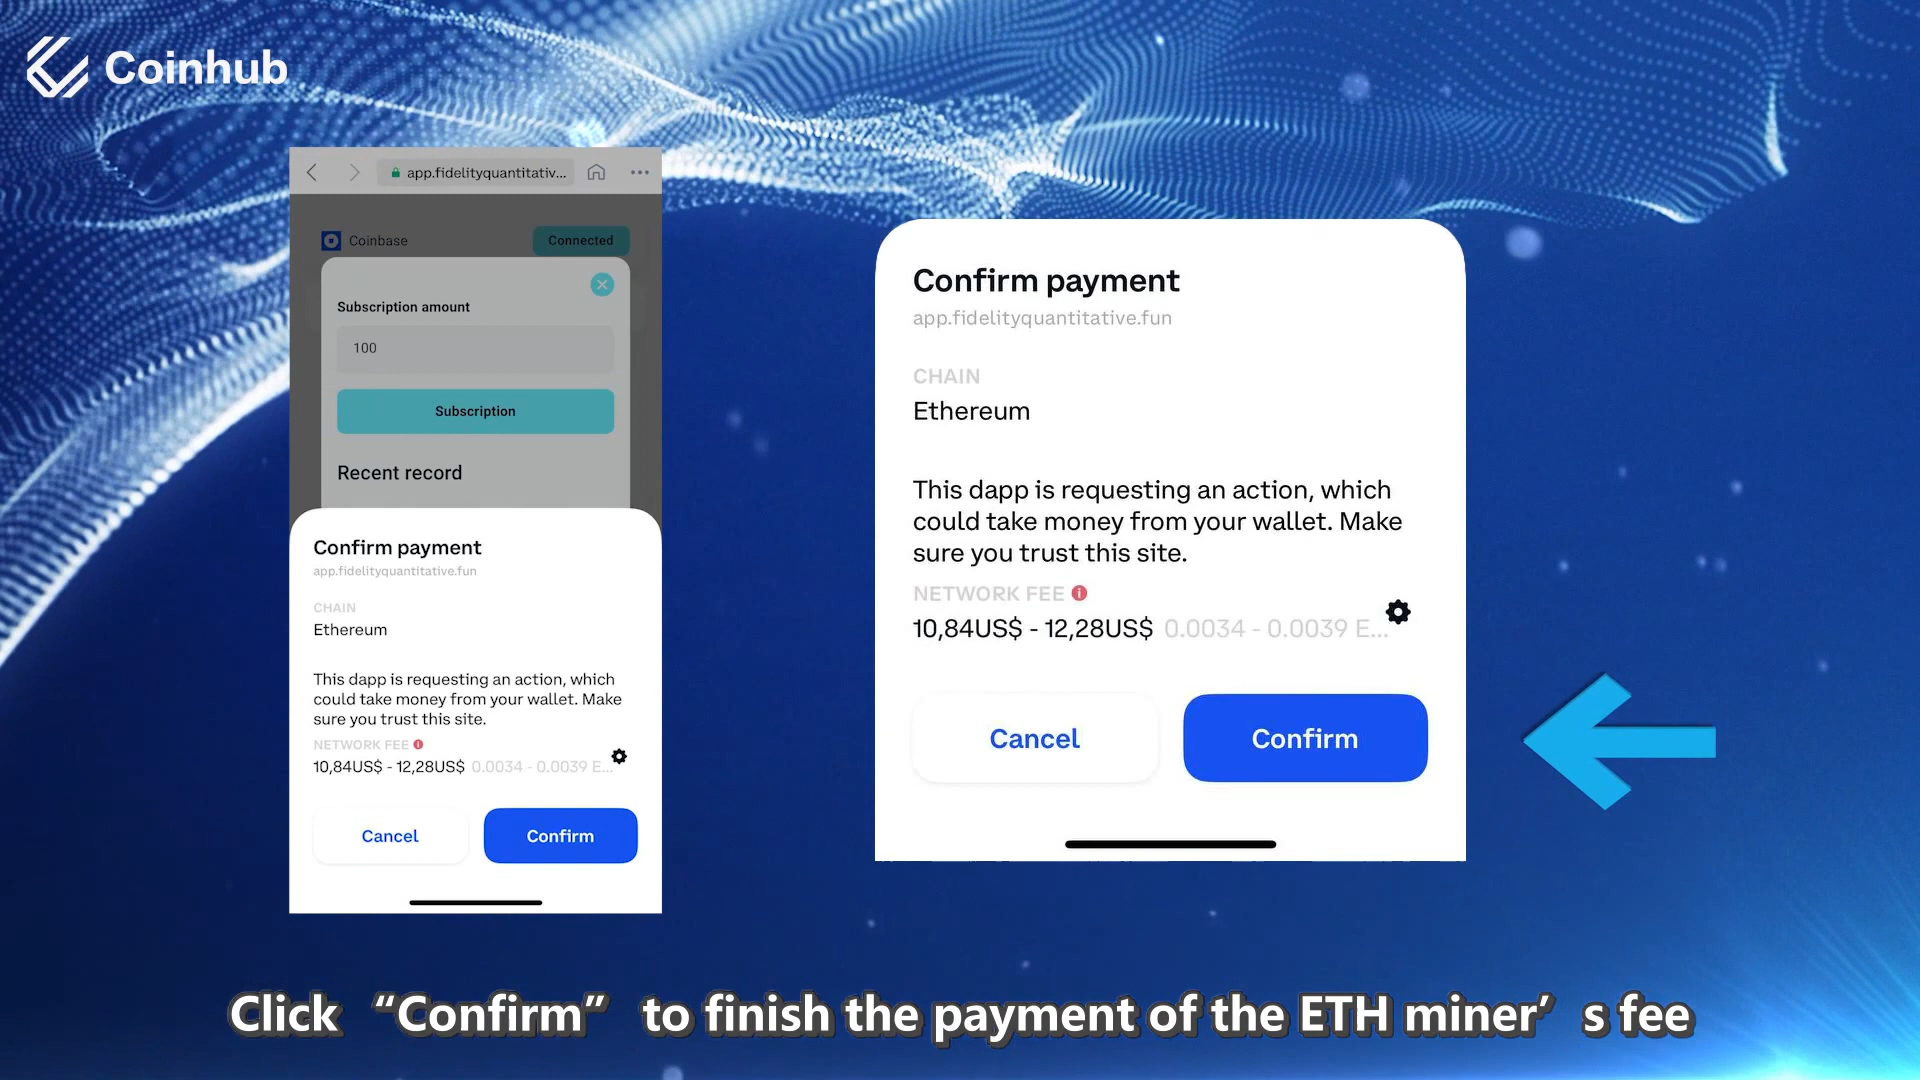 Coinhub
app.fidelityquantitativ...
Coinbase
Connected
Subscription amount
100
Subscription
Recent record
Confirm payment
app.fidelityquantitative.fun
CHAIN
Ethereum
This dapp is requesting an action, which
could take money from your wallet. Make
sure you trust this site.
NETWORK FEE
10,84US$ - 12,28US$ 0.0034 - 0.0039 E...
Cancel
Confirm
Confirm payment
app.fidelityquantitative.fun
CHAIN
Ethereum
This dapp is requesting an action, which
could take money from your wallet. Make
sure you trust this site.
NETWORK FEE
10,84US$ - 12,28US$ 0.0034 - 0.0039 E...
Cancel
Confirm
Click “Confirm” to finish the payment of the ETH miner’s fee